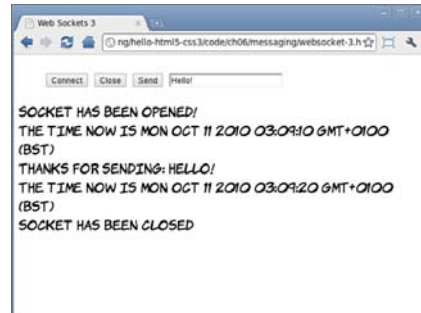 Web Sockets 3
ng/hello-html5-css3/code/ch06/messaging/websocket-3.h
Connect Close Send Hello!
SOCKET HAS BEEN OPENED!
THE TIME NOW IS MON OCT 11 2010 03:09:10 GMT+0100
(BST)
THANKS FOR SENDING: HELLO!
THE TIME NOW IS MON OCT 11 2010 03:09:20 GMT+0100
(BST)
SOCKET HAS BEEN CLOSED